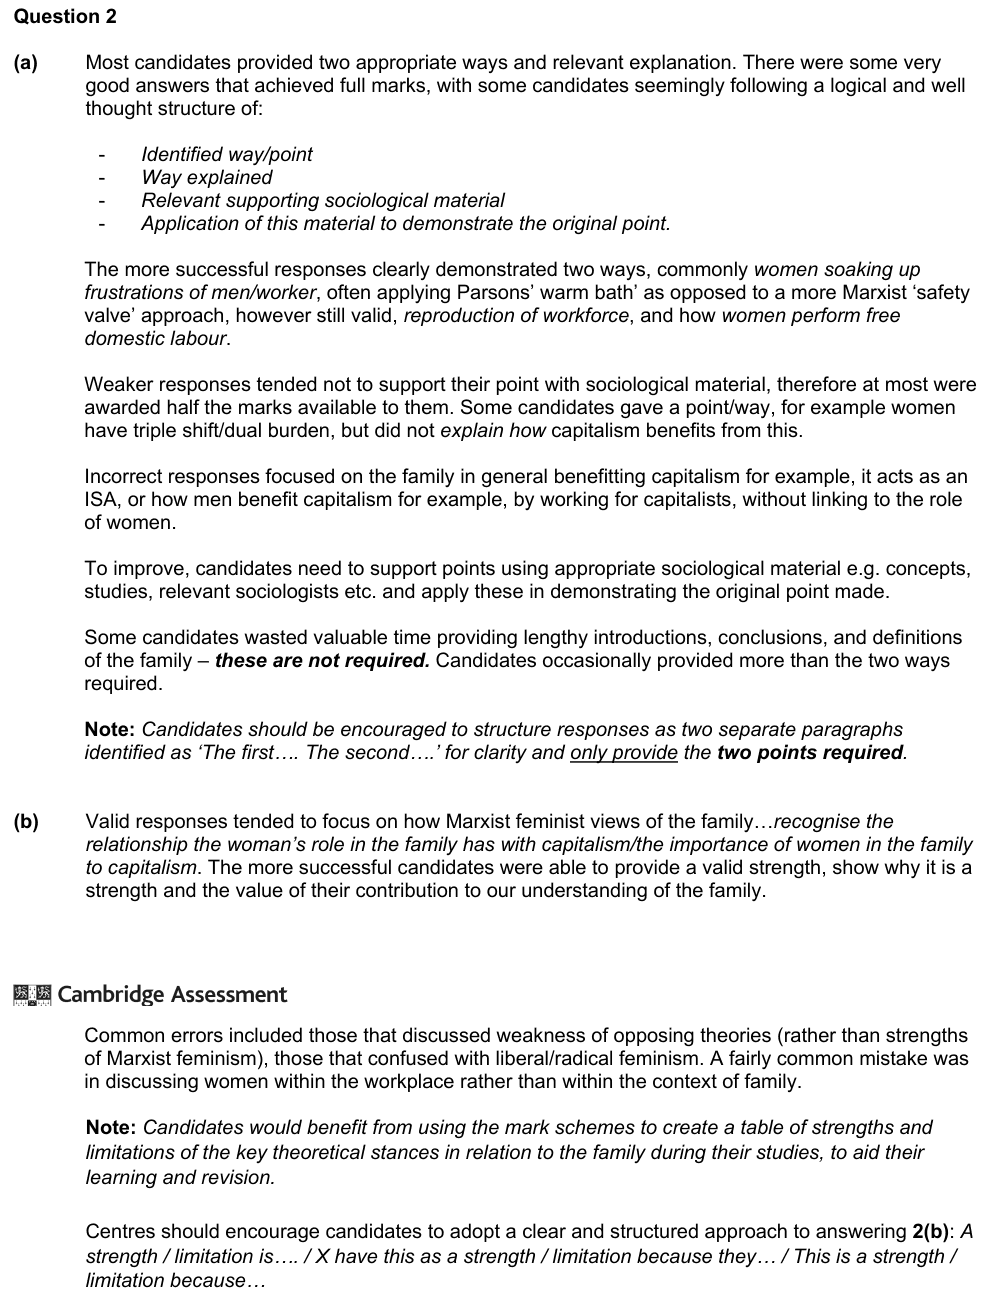 Question 2
(a) Most candidates provided two appropriate ways and relevant explanation. There were some very
good answers that achieved full marks, with some candidates seemingly following a logical and well
thought structure of:
- Identified way/point
- Way explained
- Relevant supporting sociological material
- Application of this material to demonstrate the original point.
The more successful responses clearly demonstrated two ways, commonly women soaking up
frustrations of men/worker, often applying Parsons’ warm bath’ as opposed to a more Marxist ‘safety
valve’ approach, however still valid, reproduction of workforce, and how women perform free
domestic labour.
Weaker responses tended not to support their point with sociological material, therefore at most were
awarded half the marks available to them. Some candidates gave a point/way, for example women
have triple shift/dual burden, but did not explain how capitalism benefits from this.
Incorrect responses focused on the family in general benefitting capitalism for example, it acts as an
ISA, or how men benefit capitalism for example, by working for capitalists, without linking to the role
of women.
To improve, candidates need to support points using appropriate sociological material e.g. concepts,
studies, relevant sociologists etc. and apply these in demonstrating the original point made.
Some candidates wasted valuable time providing lengthy introductions, conclusions, and definitions
of the family – these are not required. Candidates occasionally provided more than the two ways
required.
Note: Candidates should be encouraged to structure responses as two separate paragraphs
identified as ‘The first…. The second….’ for clarity and only provide the two points required.
(b) Valid responses tended to focus on how Marxist feminist views of the family…recognise the
relationship the woman’s role in the family has with capitalism/the importance of women in the family
to capitalism. The more successful candidates were able to provide a valid strength, show why it is a
strength and the value of their contribution to our understanding of the family.
Cambridge Assessment
Common errors included those that discussed weakness of opposing theories (rather than strengths
of Marxist feminism), those that confused with liberal/radical feminism. A fairly common mistake was
in discussing women within the workplace rather than within the context of family.
Note: Candidates would benefit from using the mark schemes to create a table of strengths and
limitations of the key theoretical stances in relation to the family during their studies, to aid their
learning and revision.
Centres should encourage candidates to adopt a clear and structured approach to answering 2(b): A
strength / limitation is…. / X have this as a strength / limitation because they… / This is a strength /
limitation because…